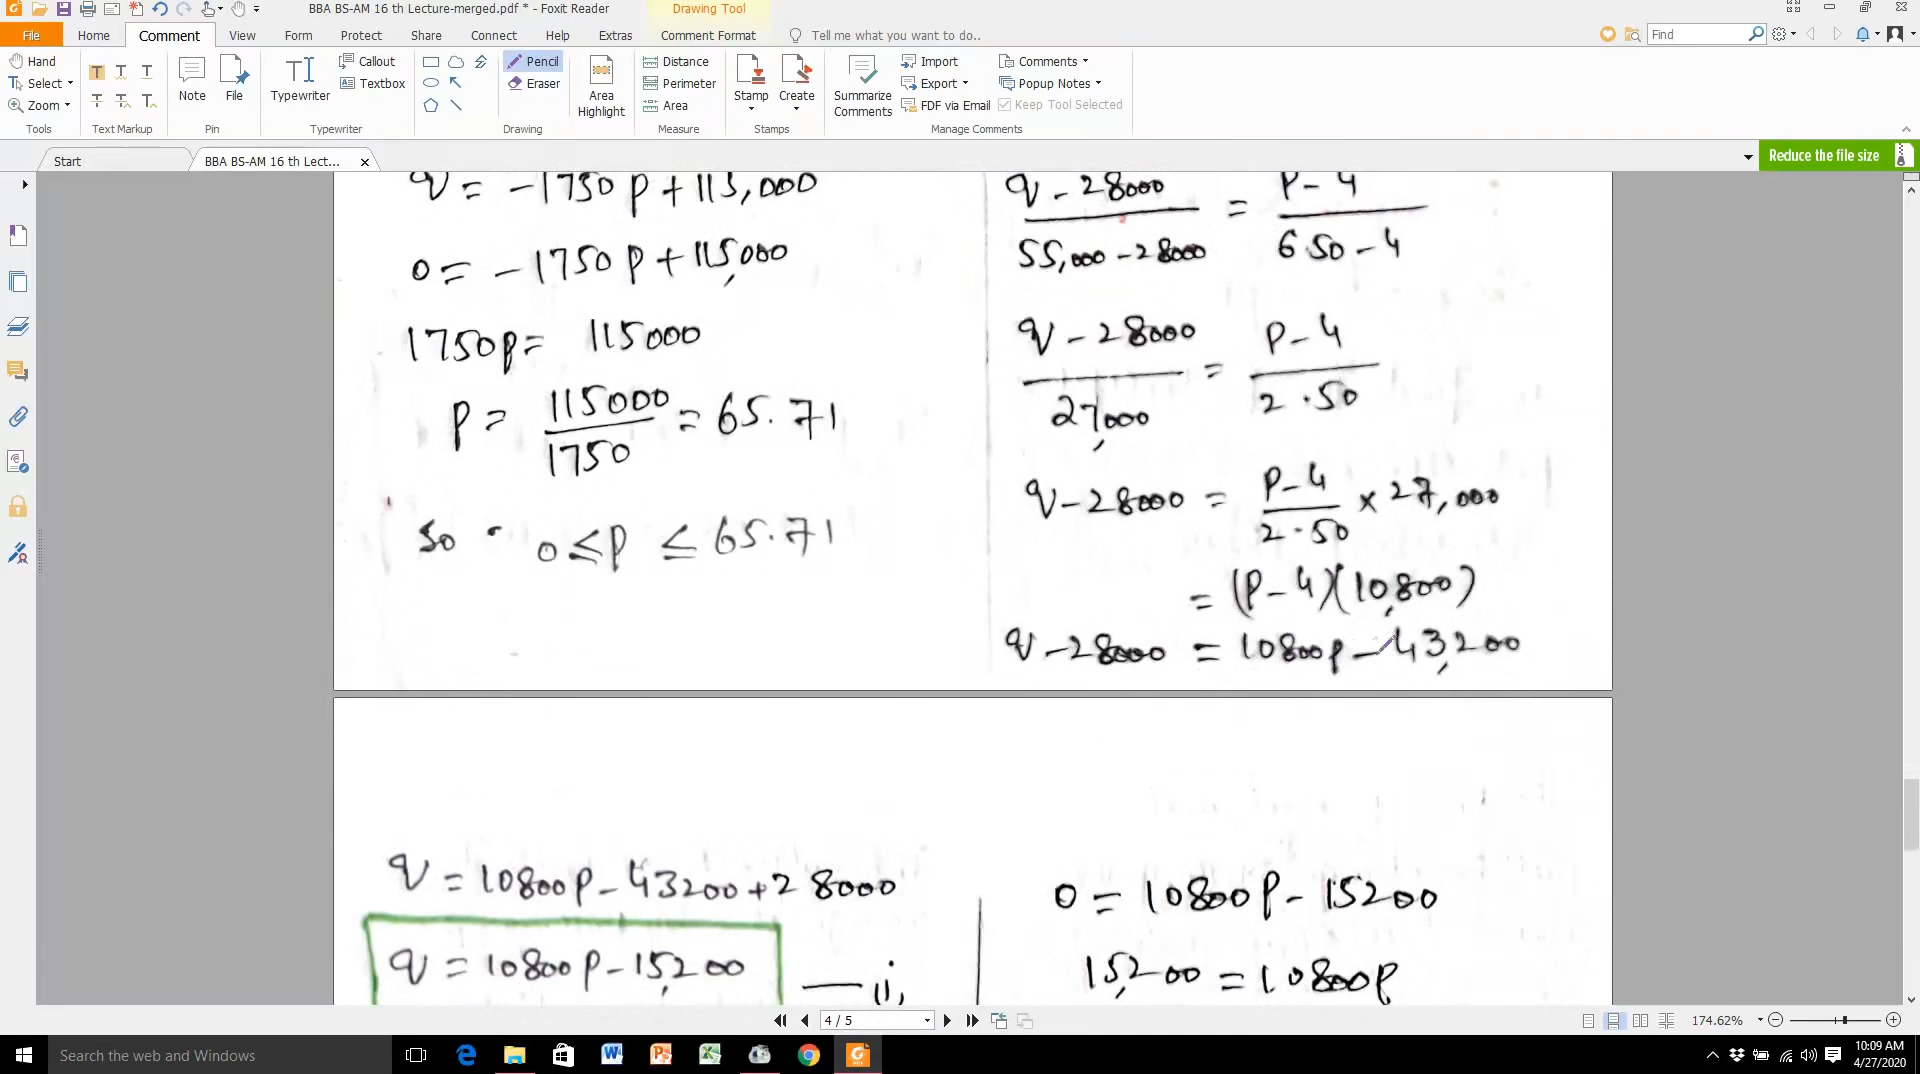 BBA BS-AM 16 th Lecture-merged.pdf * - Foxit Reader
Drawing Tool
File Home Comment View Form Protect Share Connect Help Extras Comment Format Tell me what you want to do.. Find
Hand
Select
Zoom
Tools
Text Markup
Note
File
Pin
Typewriter
Callout
Textbox
Typewriter
Pencil
Eraser
Drawing
Area Highlight
Distance
Perimeter
Area
Measure
Stamp
Create
Stamps
Summarize Comments
Import
Export
FDF via Email
Comments
Popup Notes
Keep Tool Selected
Manage Comments
Start
BBA BS-AM 16 th Lect...
Reduce the file size
q = -1750 p + 115,000
0 = -1750 p + 115,000
1750p = 115000
p = 115000/1750 = 65.71
So 0 ≤ p ≤ 65.71
q - 28000 / 55,000 - 28000 = P - 4 / 6.50 - 4
q - 28000 / 27,000 = P - 4 / 2.50
q - 28000 = P - 4 / 2.50 × 27,000
= (P - 4)(10,800)
q - 28000 = 10800p - 43,200
q = 10800P - 43200 + 28000
q = 10800P - 15,200 — ii,
0 = 10800P - 15200
15,200 = 10800P
4 / 5
174.62%
Search the web and Windows
10:09 AM
4/27/2020